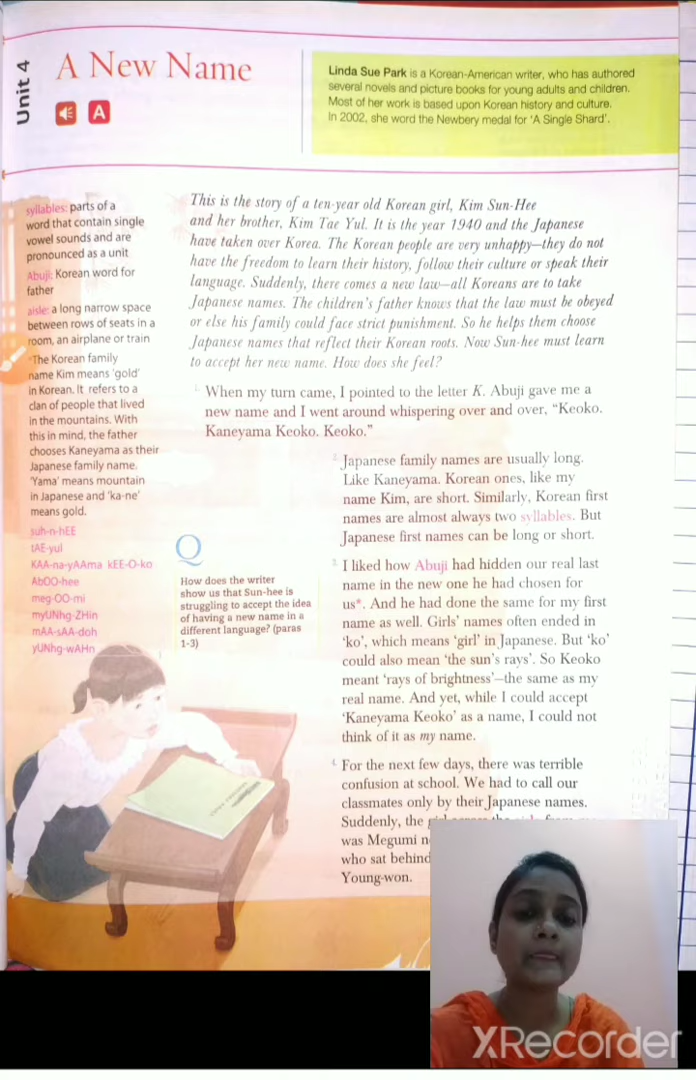 Unit 4
A New Name
A
Linda Sue Park is a Korean-American writer, who has authored
several novels and picture books for young adults and children.
Most of her work is based upon Korean history and culture.
In 2002, she word the Newbery medal for 'A Single Shard'.
syllables: parts of a
word that contain single
vowel sounds and are
pronounced as a unit
Abuji: Korean word for
father
aisle: a long narrow space
between rows of seats in a
room, an airplane or train
*The Korean family
name Kim means 'gold'
in Korean. It refers to a
clan of people that lived
in the mountains. With
this in mind, the father
chooses Kaneyama as their
Japanese family name.
'Yama' means mountain
in Japanese and 'ka-ne'
means gold.
suh-n-hEE
tAE-yul
KAA-na-yAAma kEE-O-ko
AbOO-hee
meg-OO-mi
myUNhg-ZHin
mAA-sAA-doh
yUNhg-wAHn
This is the story of a ten-year old Korean girl, Kim Sun-Hee
and her brother, Kim Tae Yul. It is the year 1940 and the Japanese
have taken over Korea. The Korean people are very unhappy—they do not
have the freedom to learn their history, follow their culture or speak their
language. Suddenly, there comes a new law—all Koreans are to take
Japanese names. The children's father knows that the law must be obeyed
or else his family could face strict punishment. So he helps them choose
Japanese names that reflect their Korean roots. Now Sun-hee must learn
to accept her new name. How does she feel?
1 When my turn came, I pointed to the letter K. Abuji gave me a
new name and I went around whispering over and over, "Keoko.
Kaneyama Keoko. Keoko."
2 Japanese family names are usually long.
Like Kaneyama. Korean ones, like my
name Kim, are short. Similarly, Korean first
names are almost always two syllables. But
Japanese first names can be long or short.
Q
How does the writer
show us that Sun-hee is
struggling to accept the idea
of having a new name in a
different language? (paras
1-3)
3 I liked how Abuji had hidden our real last
name in the new one he had chosen for
us*. And he had done the same for my first
name as well. Girls' names often ended in
'ko', which means 'girl' in Japanese. But 'ko'
could also mean 'the sun's rays'. So Keoko
meant 'rays of brightness'—the same as my
real name. And yet, while I could accept
'Kaneyama Keoko' as a name, I could not
think of it as my name.
4 For the next few days, there was terrible
confusion at school. We had to call our
classmates only by their Japanese names.
Suddenly, the
was Megumi
who sat behind
Young-won.
XRecorder